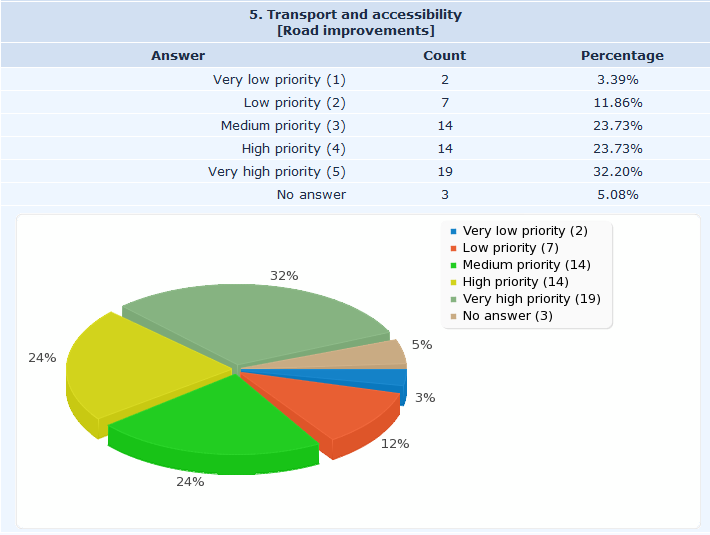 5. Transport and accessibility
[Road improvements]
Answer Count Percentage
Very low priority (1) 2 3.39%
Low priority (2) 7 11.86%
Medium priority (3) 14 23.73%
High priority (4) 14 23.73%
Very high priority (5) 19 32.20%
No answer 3 5.08%
Very low priority (2)
Low priority (7)
Medium priority (14)
High priority (14)
Very high priority (19)
No answer (3)
32%
5%
24%
3%
12%
24%